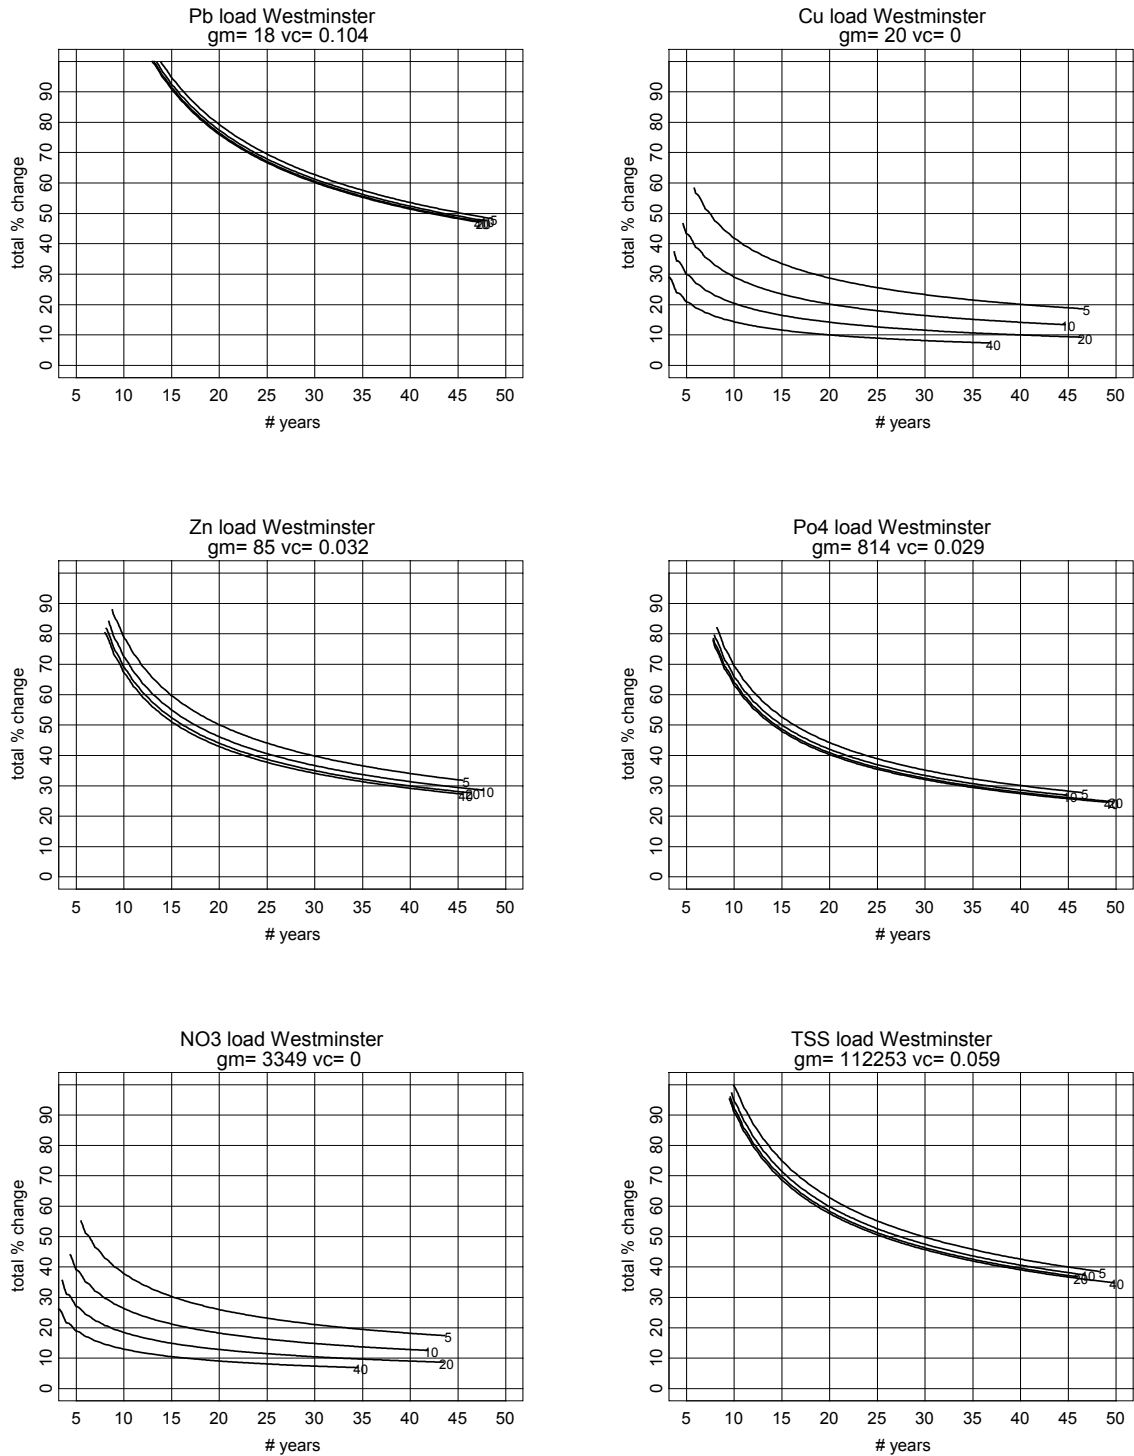 Pb load Westminster
gm= 18 vc= 0.104
total % change
0 10 20 30 40 50 60 70 80 90
5
20
5 10 15 20 25 30 35 40 45 50
# years
Cu load Westminster
gm= 20 vc= 0
total % change
0 10 20 30 40 50 60 70 80 90
5
10
20
40
5 10 15 20 25 30 35 40 45 50
# years
Zn load Westminster
gm= 85 vc= 0.032
total % change
0 10 20 30 40 50 60 70 80 90
5
40 20 10
5 10 15 20 25 30 35 40 45 50
# years
Po4 load Westminster
gm= 814 vc= 0.029
total % change
0 10 20 30 40 50 60 70 80 90
10 5
40 20
5 10 15 20 25 30 35 40 45 50
# years
NO3 load Westminster
gm= 3349 vc= 0
total % change
0 10 20 30 40 50 60 70 80 90
5
10
20
40
5 10 15 20 25 30 35 40 45 50
# years
TSS load Westminster
gm= 112253 vc= 0.059
total % change
0 10 20 30 40 50 60 70 80 90
20 10 5
40
5 10 15 20 25 30 35 40 45 50
# years